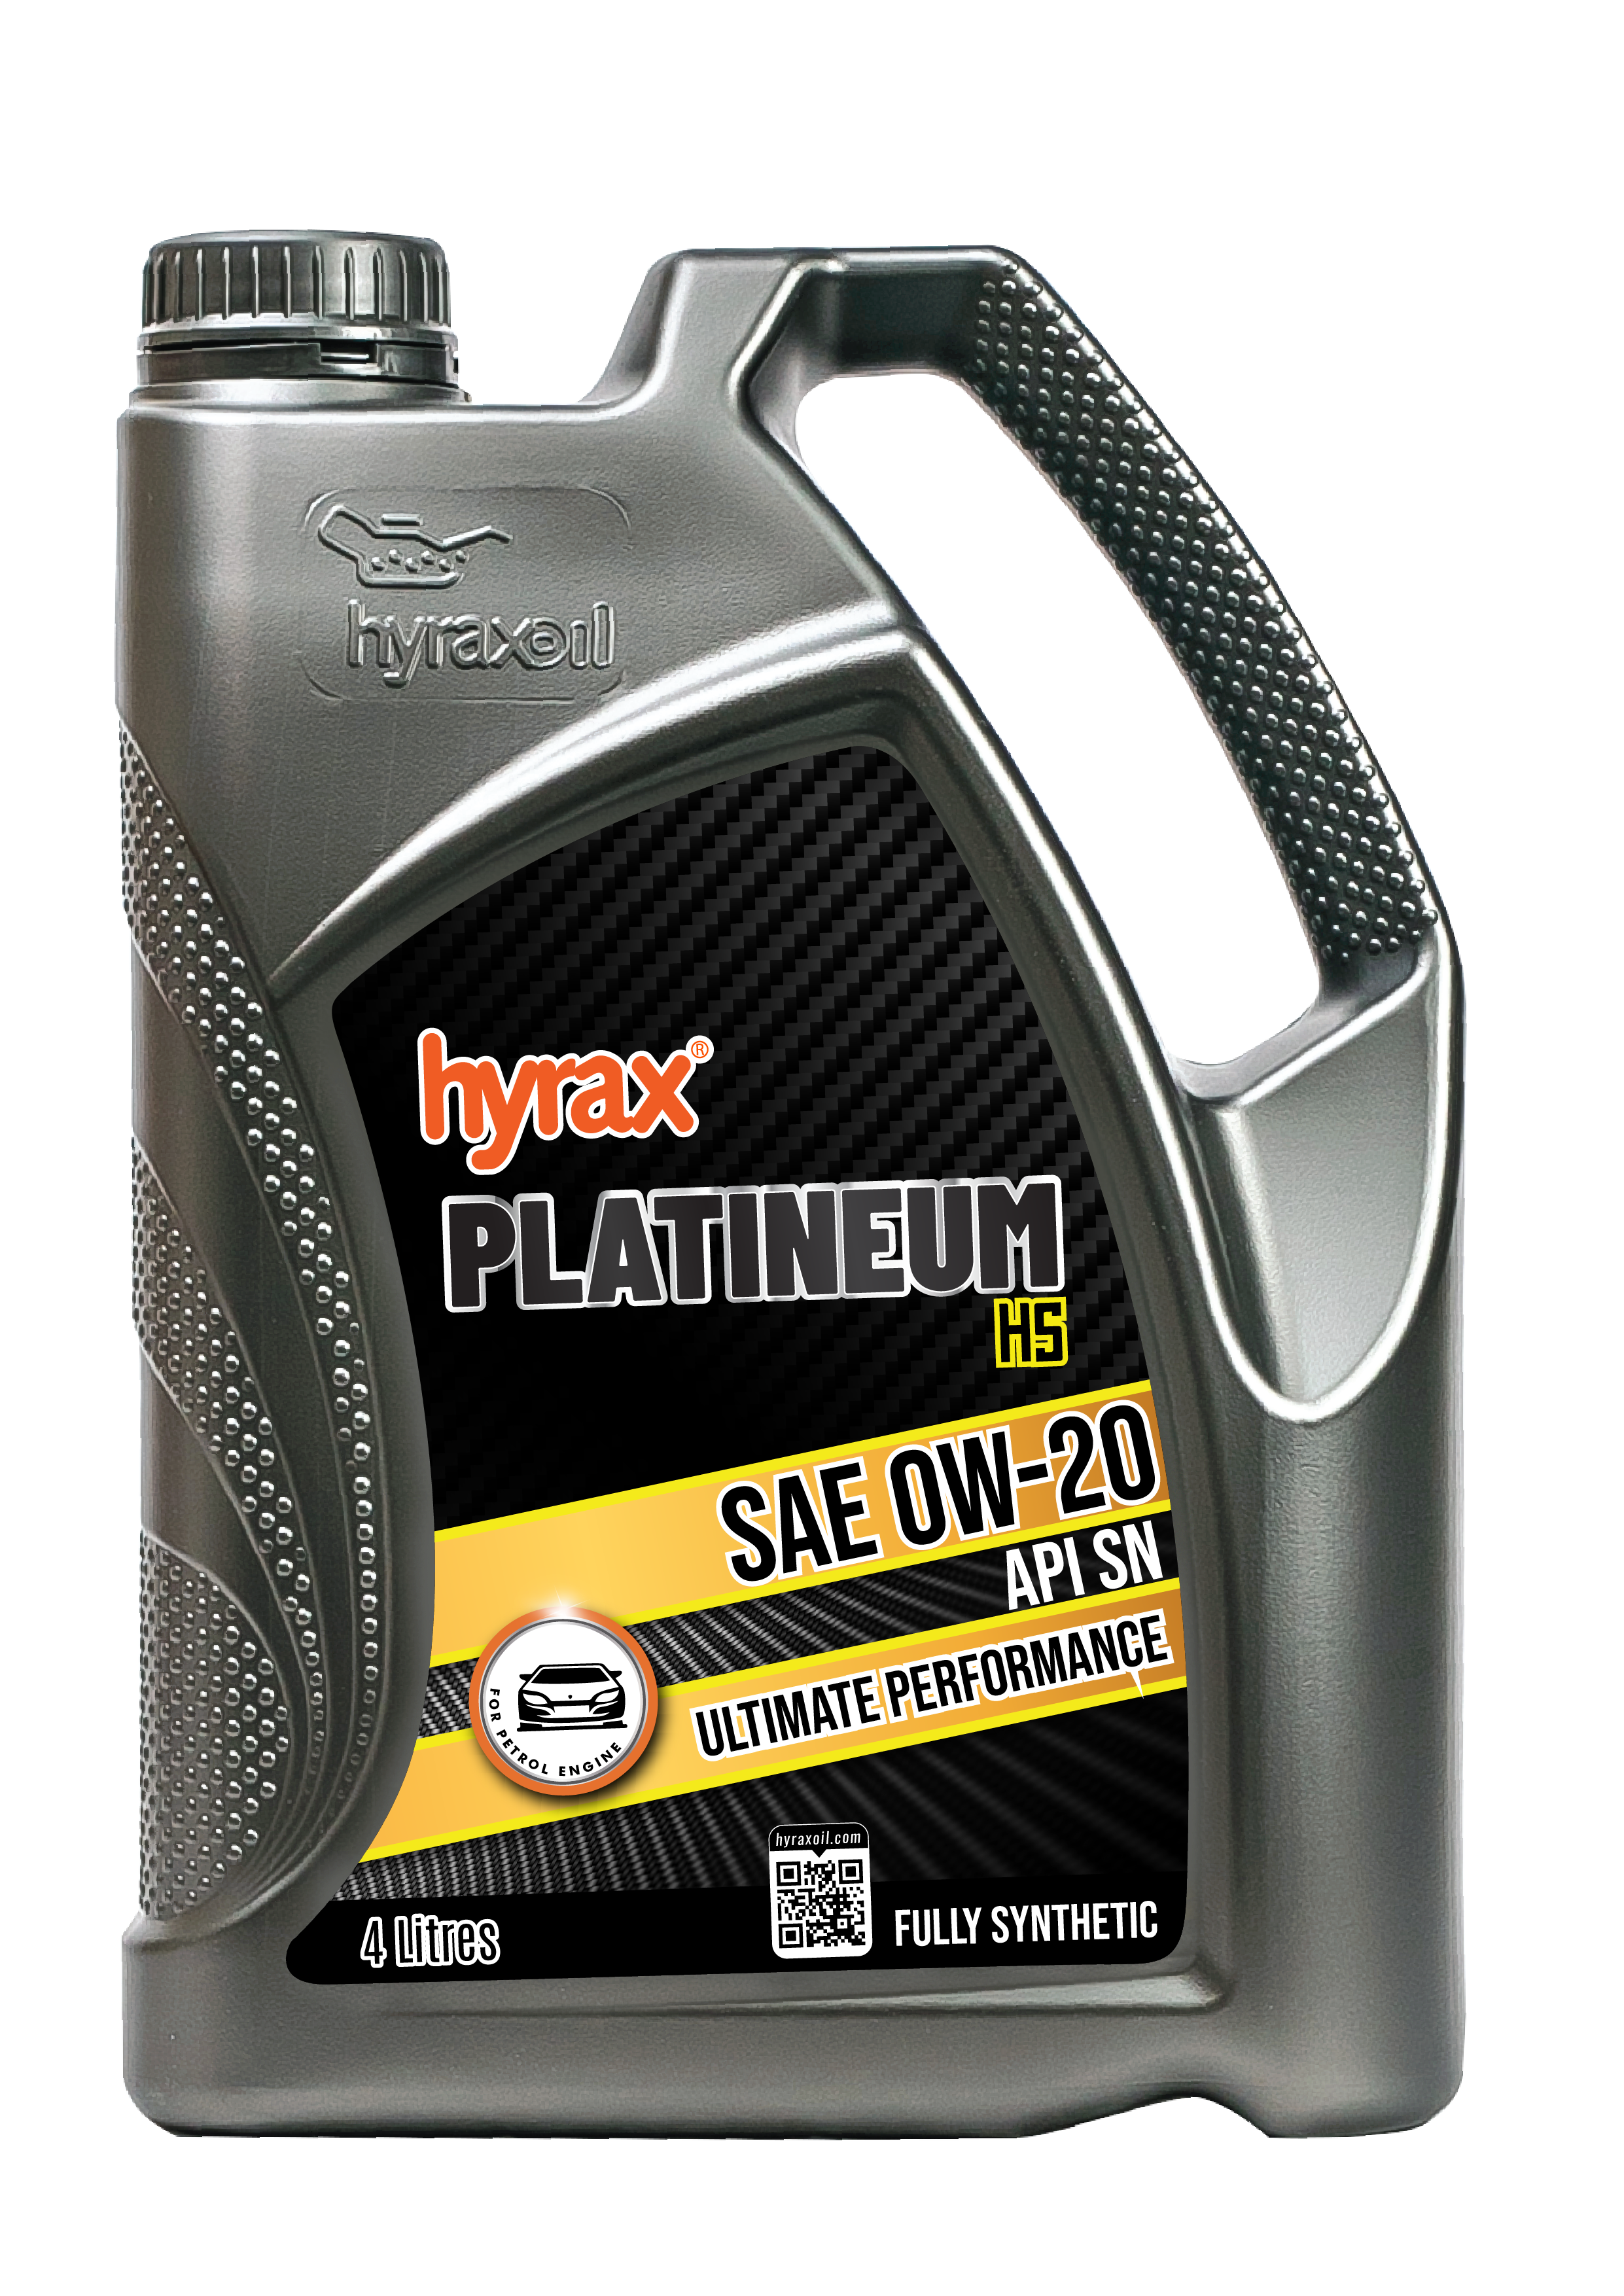 hyraxoil
hyrax®
PLATINEUM
HS
SAE 0W-20
API SN
ULTIMATE PERFORMANCE
FOR PETROL ENGINE
hyraxoil.com
4 Litres
FULLY SYNTHETIC